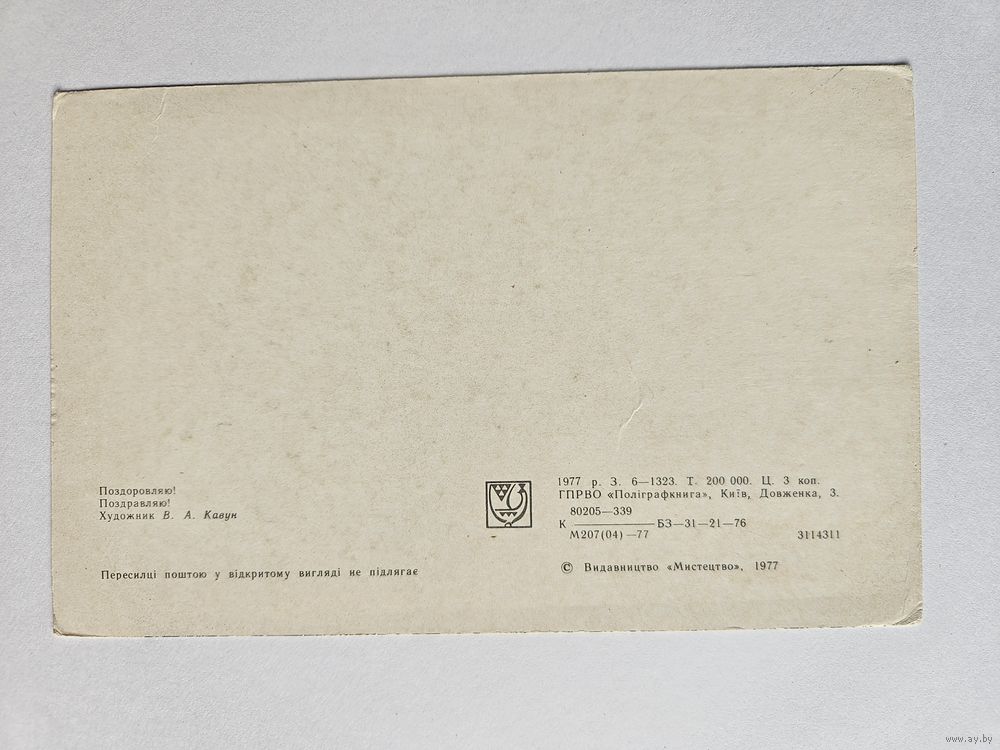 Поздоровляю!
Поздравляю!
Художник В. А. Кавун
Пересилці поштою у відкритому вигляді не підлягає
1977 р. З. 6—1323. Т. 200 000. Ц. 3 коп.
ГПРВО «Поліграфкнига», Київ, Довженка, 3.
80205—339
К ———— БЗ—31—21—76
М207(04)—77
3114311
© Видавництво «Мистецтво», 1977
www.ay.by